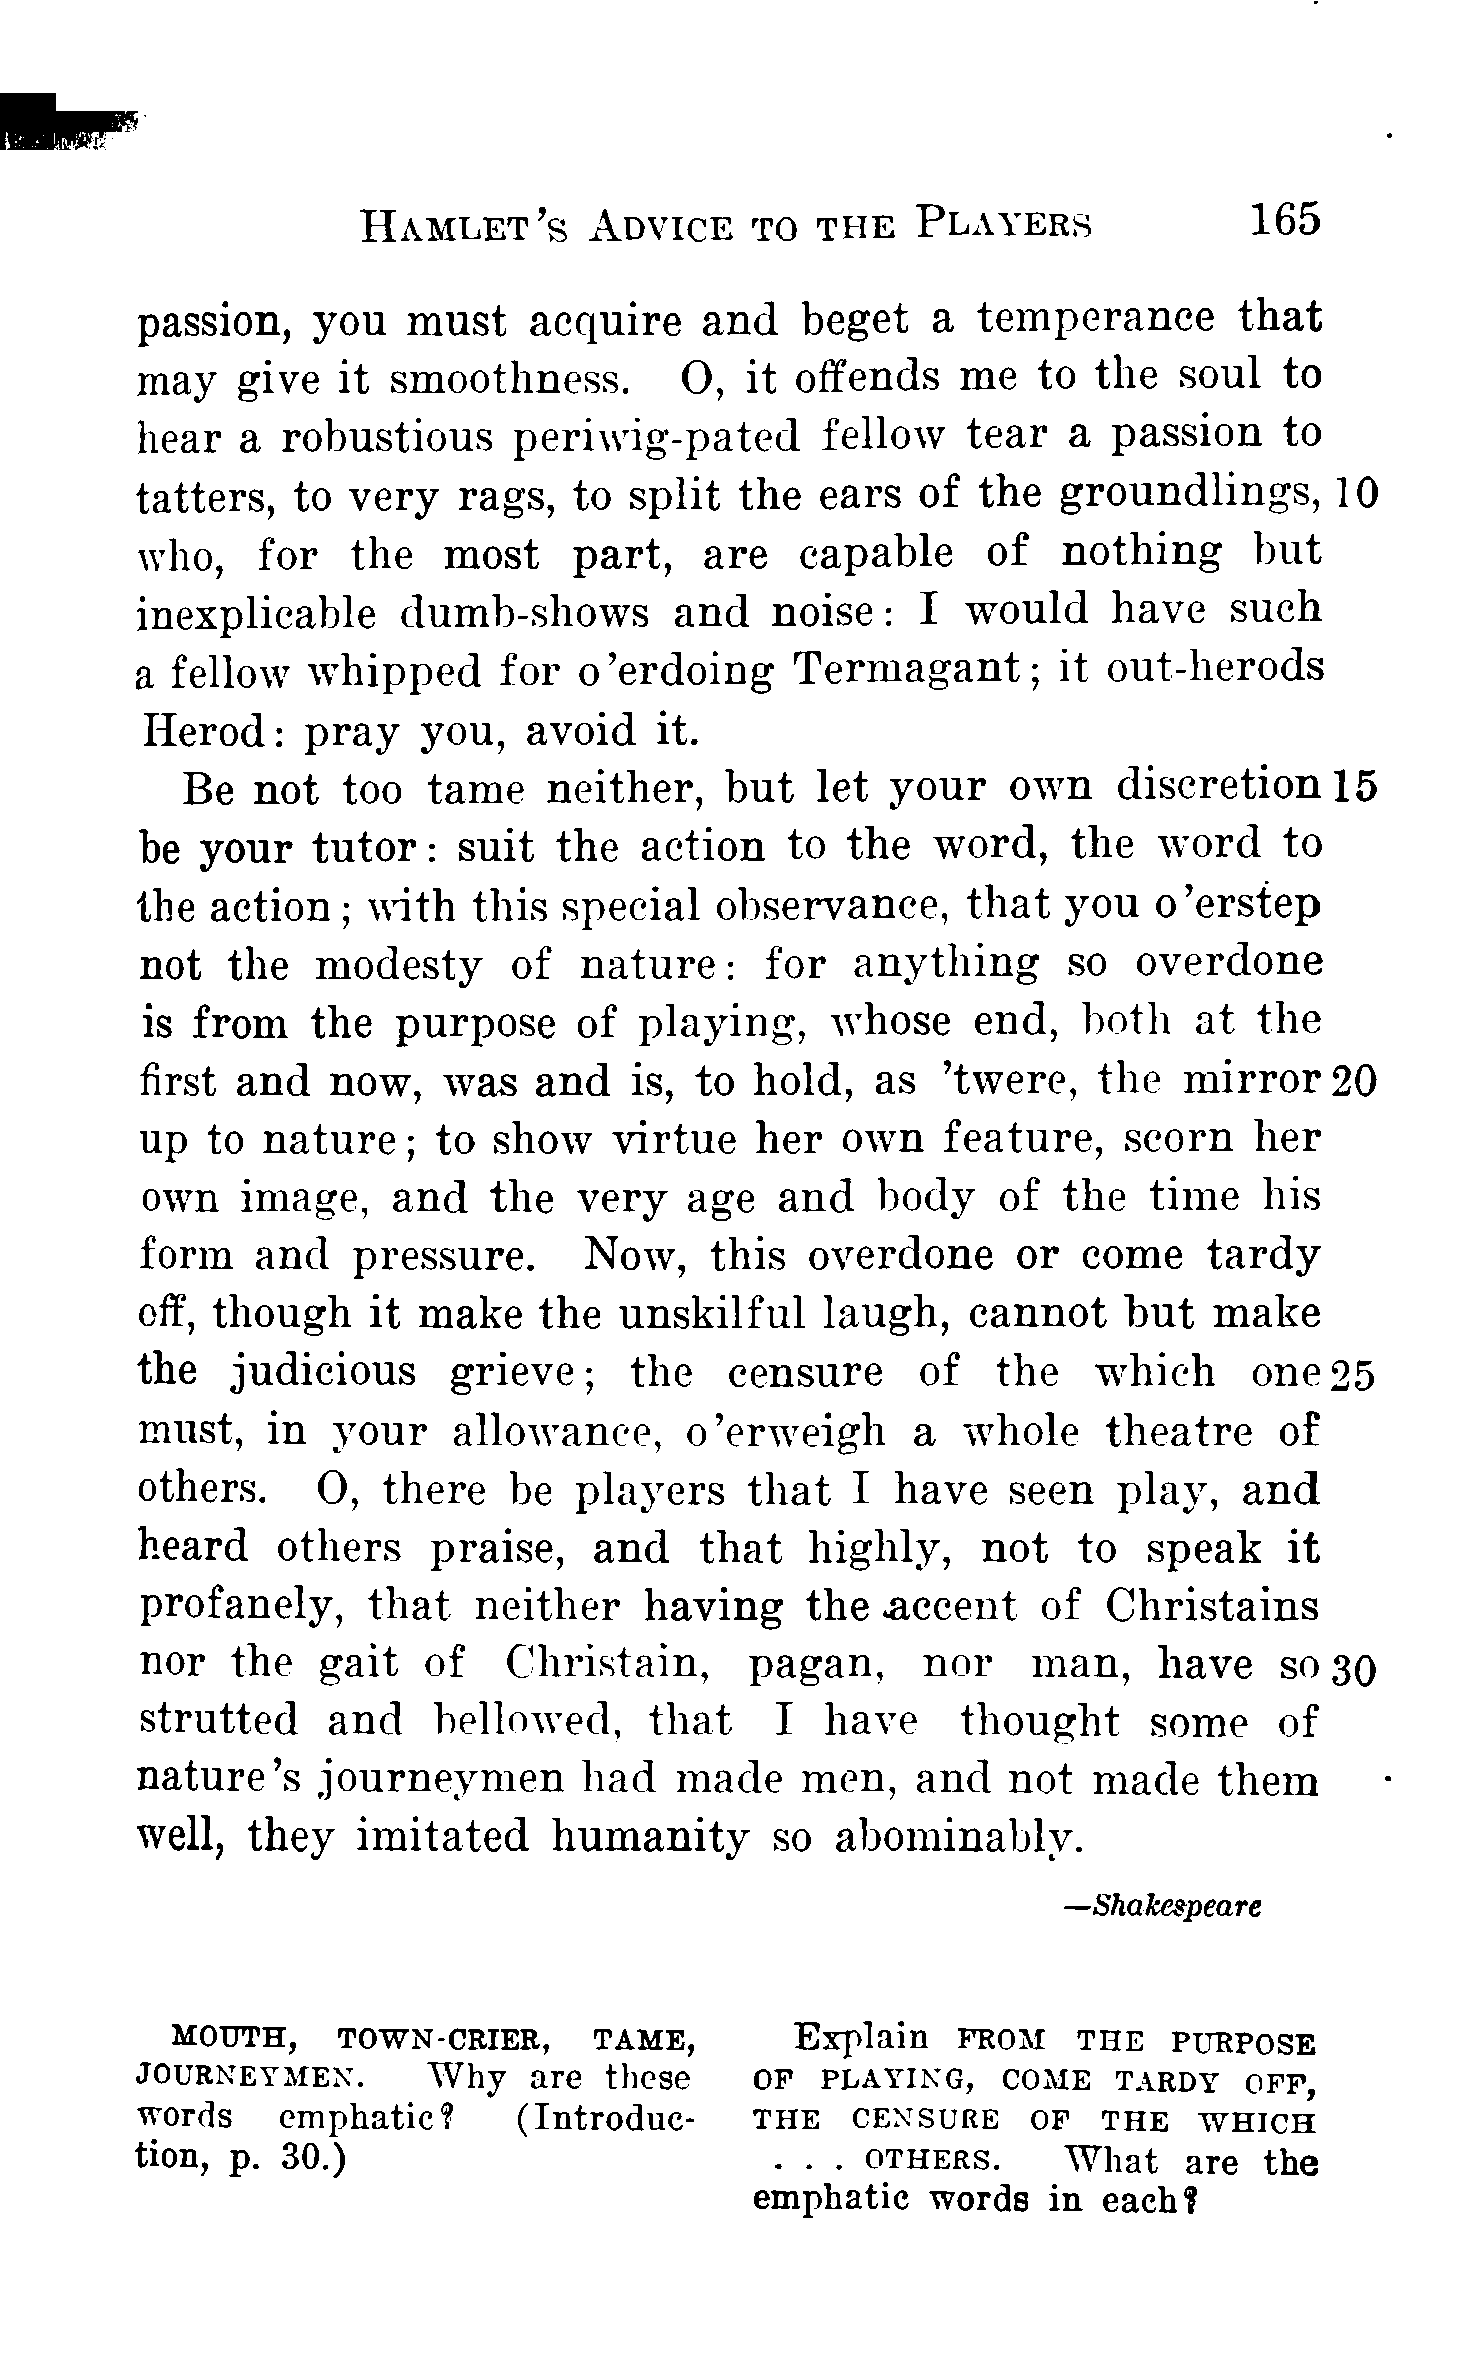 HAMLET'S ADVICE TO THE PLAYERS 165
passion, you must acquire and beget a temperance that
may give it smoothness. O, it offends me to the soul to
hear a robustious periwig-pated fellow tear a passion to
tatters, to very rags, to split the ears of the groundlings, 10
who, for the most part, are capable of nothing but
inexplicable dumb-shows and noise: I would have such
a fellow whipped for o'erdoing Termagant; it out-herods
Herod: pray you, avoid it.
Be not too tame neither, but let your own discretion 15
be your tutor: suit the action to the word, the word to
the action; with this special observance, that you o'erstep
not the modesty of nature: for anything so overdone
is from the purpose of playing, whose end, both at the
first and now, was and is, to hold, as 'twere, the mirror 20
up to nature; to show virtue her own feature, scorn her
own image, and the very age and body of the time his
form and pressure. Now, this overdone or come tardy
off, though it make the unskilful laugh, cannot but make
the judicious grieve; the censure of the which one 25
must, in your allowance, o'erweigh a whole theatre of
others. O, there be players that I have seen play, and
heard others praise, and that highly, not to speak it
profanely, that neither having the accent of Christains
nor the gait of Christain, pagan, nor man, have so 30
strutted and bellowed, that I have thought some of
nature's journeymen had made men, and not made them
well, they imitated humanity so abominably.
—Shakespeare
MOUTH, TOWN-CRIER, TAME,
JOURNEYMEN. Why are these
words emphatic? (Introduc-
tion, p. 30.)
Explain FROM THE PURPOSE
OF PLAYING, COME TARDY OFF,
THE CENSURE OF THE WHICH
. . . OTHERS. What are the
emphatic words in each?